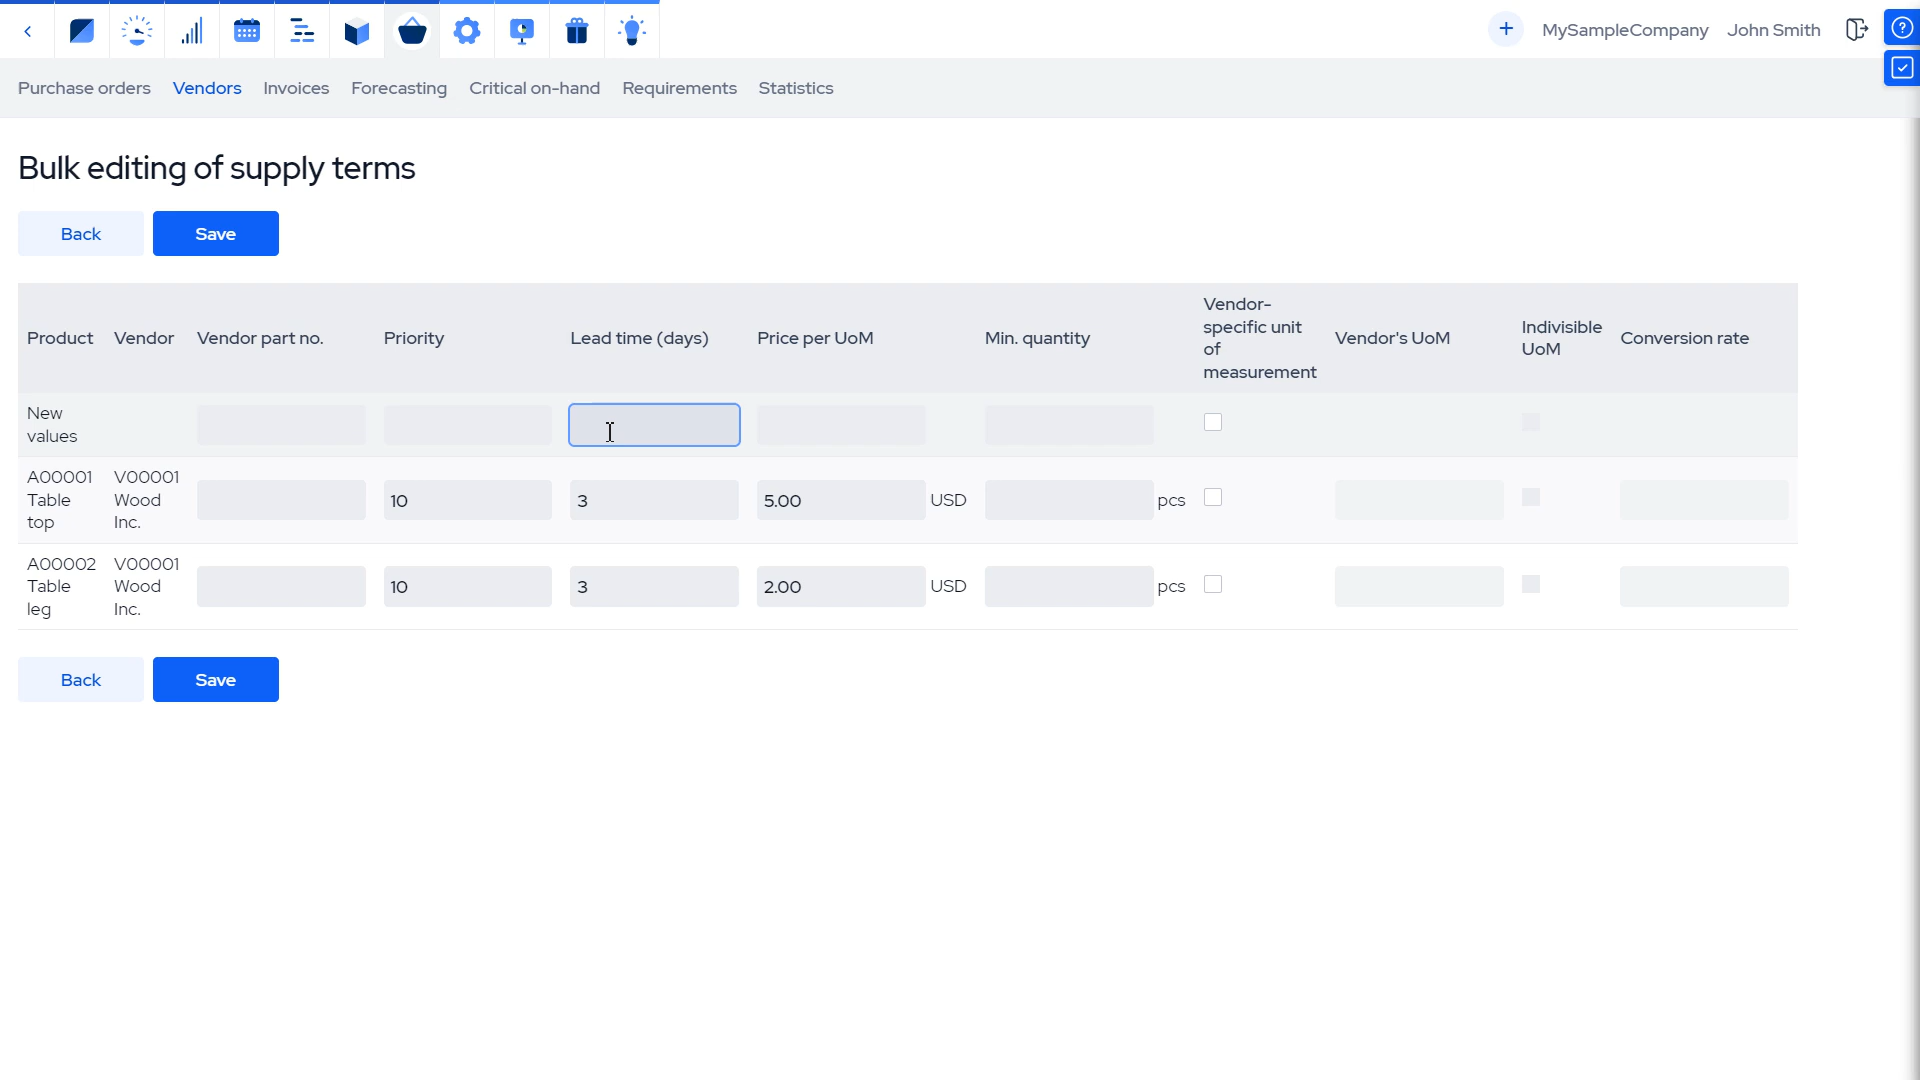 MySampleCompany John Smith
Purchase orders Vendors Invoices Forecasting Critical on-hand Requirements Statistics
Bulk editing of supply terms
Back Save
Product Vendor Vendor part no. Priority Lead time (days) Price per UoM Min. quantity Vendor-
specific unit
of
measurement Vendor's UoM Indivisible
UoM Conversion rate
New
values
A00001
Table
top V00001
Wood
Inc. 10 3 5.00 USD pcs
A00002
Table
leg V00001
Wood
Inc. 10 3 2.00 USD pcs
Back Save